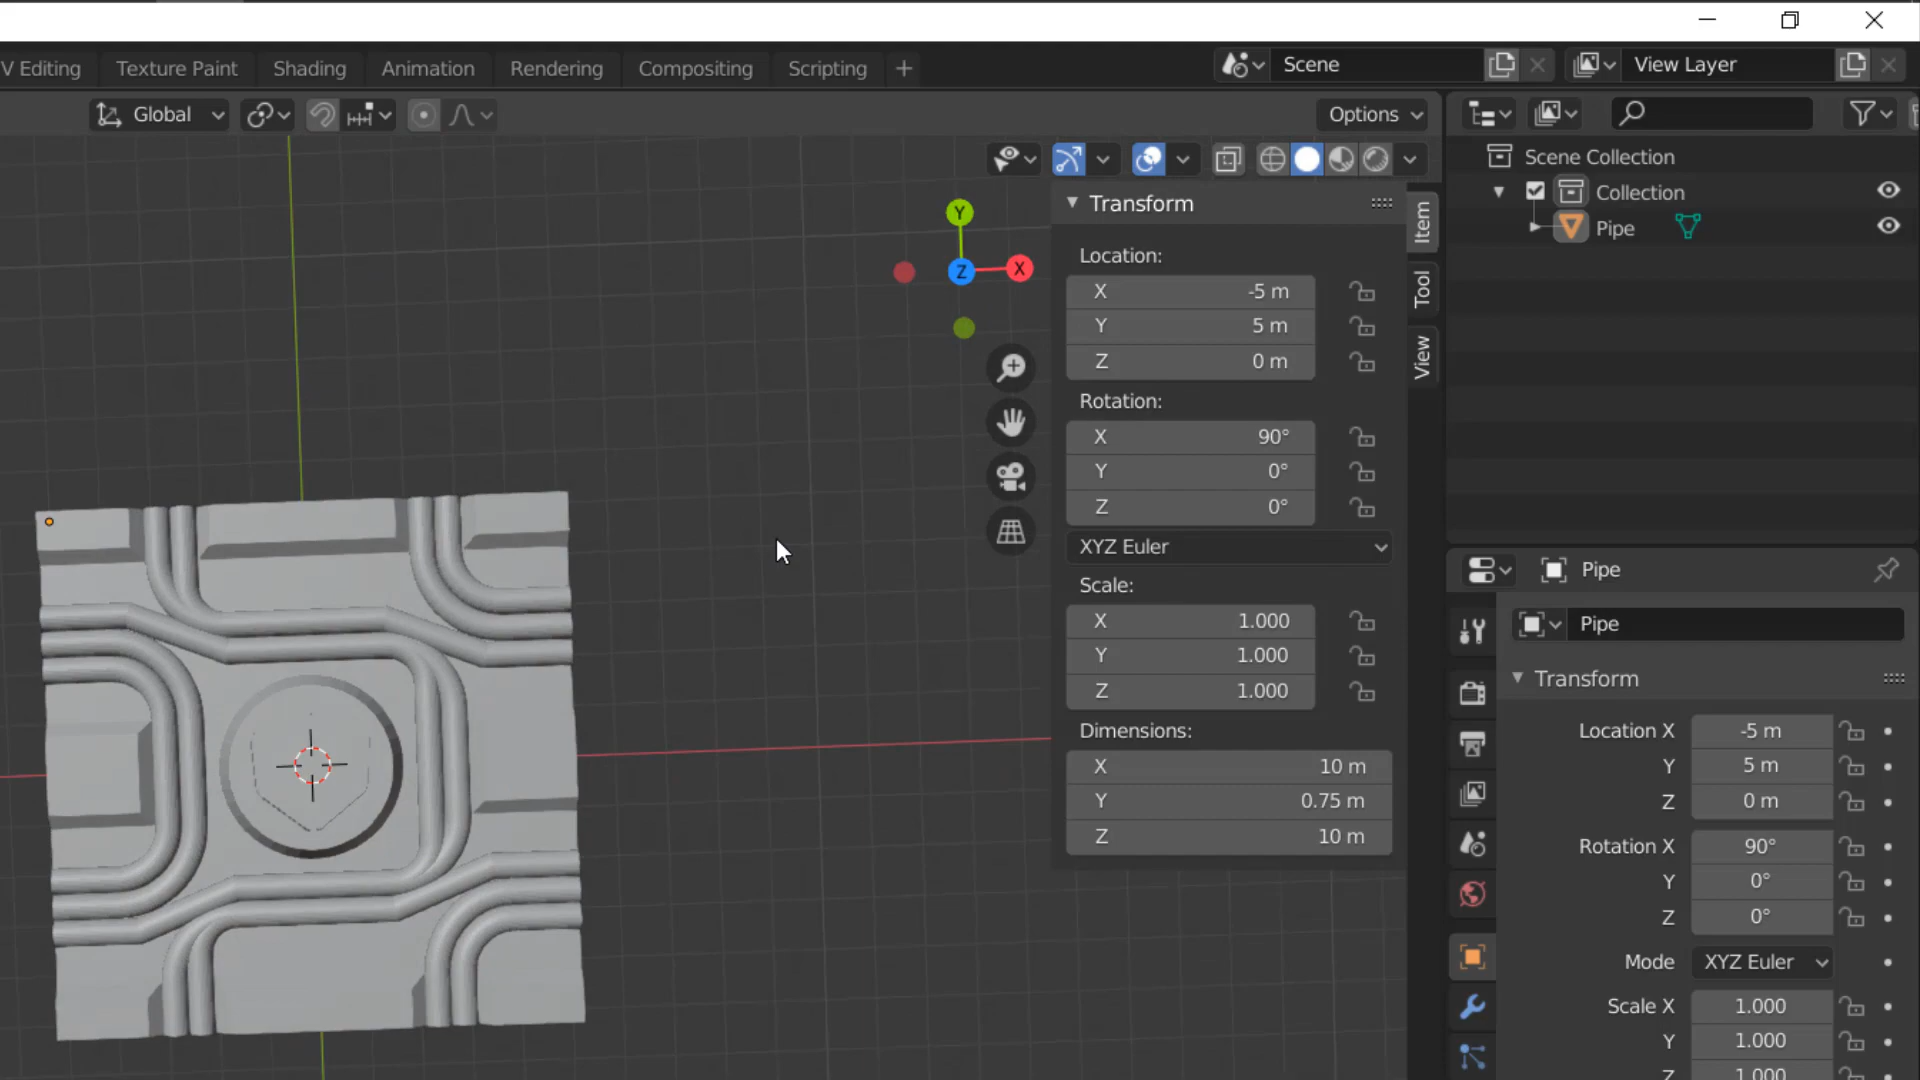 V Editing
Texture Paint
Shading
Animation
Rendering
Compositing
Scripting
+
Scene
View Layer
Global
Options
Scene Collection
Collection
Pipe
Y
Z
X
Transform
Location:
X -5 m
Y 5 m
Z 0 m
Rotation:
X 90°
Y 0°
Z 0°
XYZ Euler
Scale:
X 1.000
Y 1.000
Z 1.000
Dimensions:
X 10 m
Y 0.75 m
Z 10 m
Item
Tool
View
Pipe
Pipe
Transform
Location X -5 m
Y 5 m
Z 0 m
Rotation X 90°
Y 0°
Z 0°
Mode XYZ Euler
Scale X 1.000
Y 1.000
Z 1.000